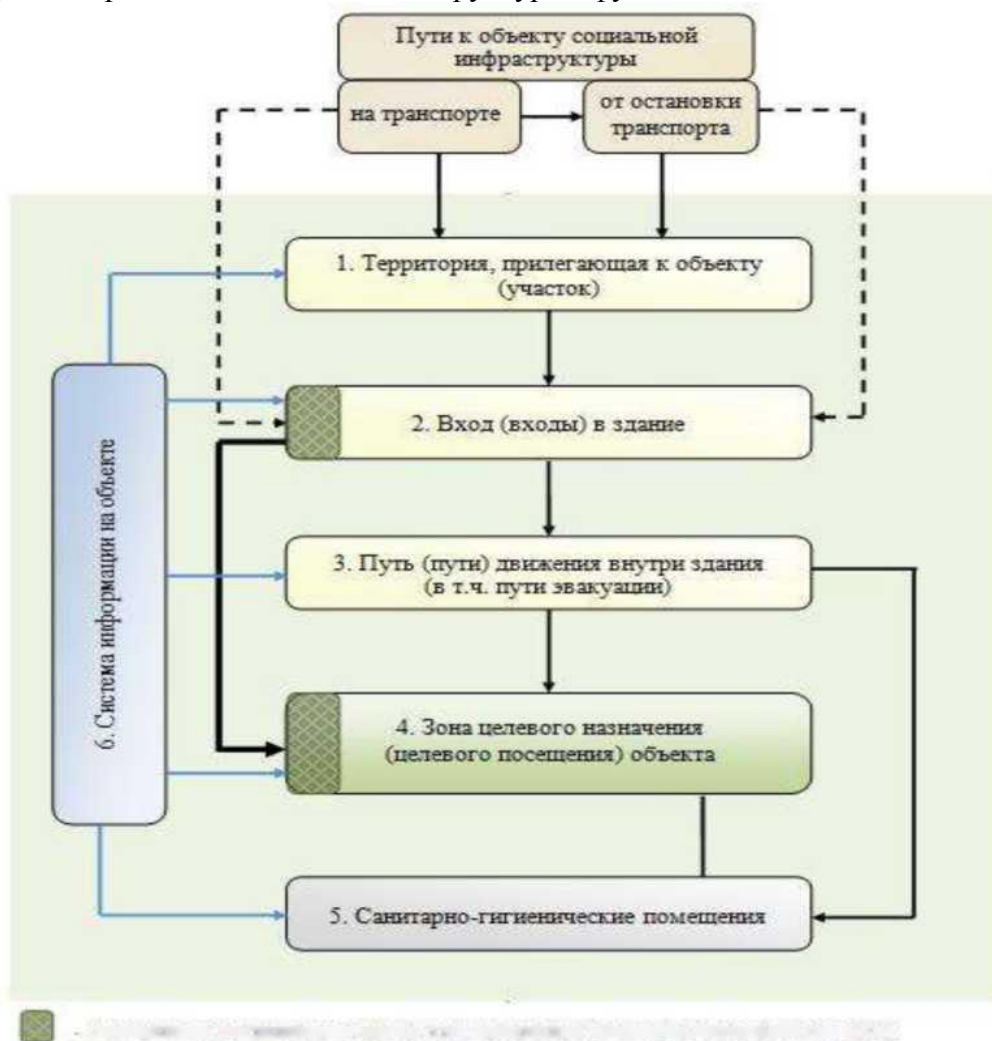 Пути к объекту социальной
инфраструктуры
на транспорте
от остановки
транспорта
1. Территория, прилегающая к объекту
(участок)
2. Вход (входы) в здание
3. Путь (пути) движения внутри здания
(в т.ч. пути эвакуации)
4. Зона целевого назначения
(целевого посещения) объекта
5. Санитарно-гигиенические помещения
6. Система информации на объекте